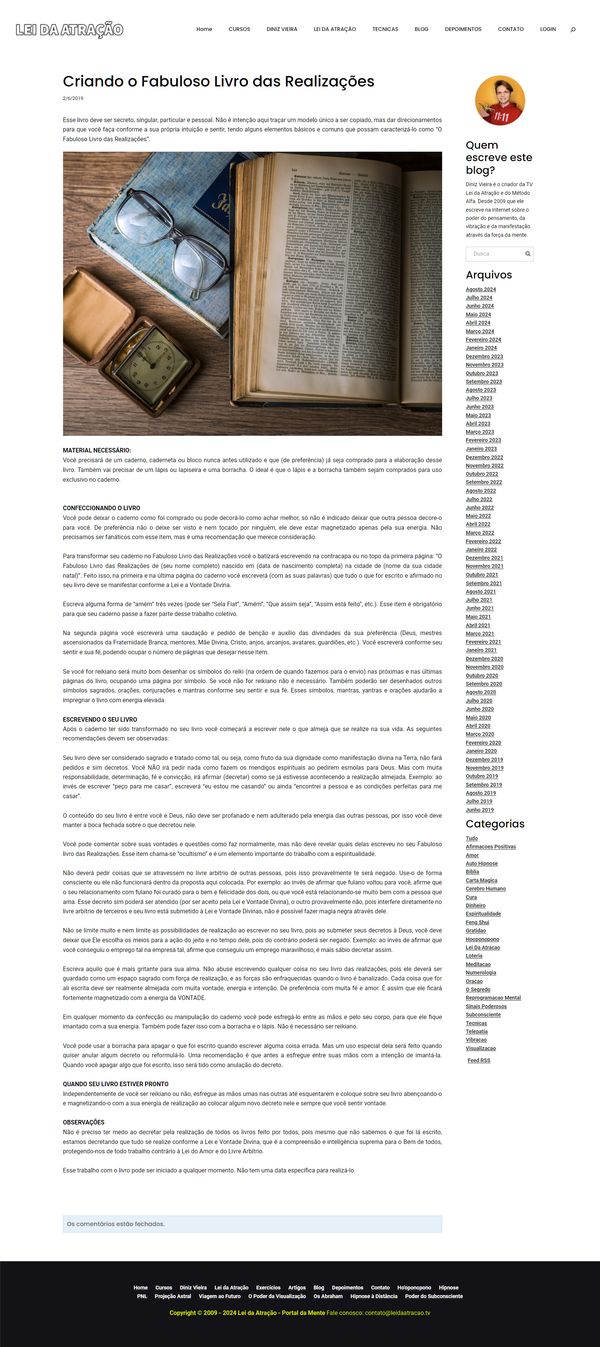 LEI DA ATRAÇÃO
Home CURSOS DINIZ VIEIRA LEI DA ATRAÇÃO TECNICAS BLOG DEPOIMENTOS CONTATO LOGIN
Criando o Fabuloso Livro das Realizações
2/6/2019
Esse livro deve ser secreto, singular, particular e pessoal. Não é intenção aqui traçar um modelo único a ser copiado, mas dar direcionamentos
para que você faça conforme a sua própria intuição e sentir, tendo alguns elementos básicos e comuns que possam caracterizá-lo como "O
Fabuloso Livro das Realizações".
MATERIAL NECESSÁRIO:
Você precisará de um caderno, caderneta ou bloco nunca antes utilizado e que (de preferência) já seja comprado para a elaboração desse
livro. Também vai precisar de um lápis ou lapiseira e uma borracha. O ideal é que o lápis e a borracha também sejam comprados para uso
exclusivo no caderno.
CONFECCIONANDO O LIVRO
Você pode deixar o caderno como foi comprado ou pode decorá-lo como achar melhor, só não é indicado deixar que outra pessoa decore-o
para você. De preferência não o deixe ser visto e nem tocado por ninguém, ele deve estar magnetizado apenas pela sua energia. Não
precisamos ser fanáticos com esse item, mas é uma recomendação que merece consideração.
Para transformar seu caderno no Fabuloso Livro das Realizações você o batizará escrevendo na contracapa ou no topo da primeira página: "O
Fabuloso Livro das Realizações de (seu nome completo) nascido em (data de nascimento completa) na cidade de (nome da sua cidade
natal)". Feito isso, na primeira e na última página do caderno você escreverá (com as suas palavras) que tudo o que for escrito e afirmado no
seu livro deve se manifestar conforme a Lei e a Vontade Divina.
Escreva alguma forma de "amém" três vezes (pode ser "Sela Fiat", "Amém", "Que assim seja", "Assim está feito", etc.). Esse item é obrigatório
para que seu caderno passe a fazer parte desse trabalho coletivo.
Na segunda página você escreverá uma saudação e pedido de benção e auxílio das divindades da sua preferência (Deus, mestres
ascensionados da Fraternidade Branca, mentores, Mãe Divina, Cristo, anjos, arcanjos, avatares, guardiões, etc.). Você escreverá conforme seu
sentir e sua fé, podendo ocupar o número de páginas que desejar nesse item.
Se você for reikiano será muito bom desenhar os símbolos do reiki (na ordem de quando fazemos para o envio) nas próximas e nas últimas
páginas do livro, ocupando uma página por símbolo. Se você não for reikiano não é necessário. Também poderão ser desenhados outros
símbolos sagrados, orações, conjurações e mantras conforme seu sentir e sua fé. Esses símbolos, mantras, yantras e orações ajudarão a
impregnar o livro com energia elevada.
ESCREVENDO O SEU LIVRO
Após o caderno ter sido transformado no seu livro você começará a escrever nele o que almeja que se realize na sua vida. As seguintes
recomendações devem ser observadas:
Seu livro deve ser considerado sagrado e tratado como tal, ou seja, como fruto da sua dignidade como manifestação divina na Terra, não fará
pedidos e sim decretos. Você NÃO irá pedir nada como fazem os mendigos espirituais ao pedirem esmolas para Deus. Mas com muita
responsabilidade, determinação, fé e convicção, irá afirmar (decretar) como se já estivesse acontecendo a realização almejada. Exemplo: ao
invés de escrever "peço para me casar", escreverá "eu estou me casando" ou ainda "encontrei a pessoa e as condições perfeitas para me
casar".
O conteúdo do seu livro é entre você e Deus, não deve ser profanado e nem adulterado pela energia das outras pessoas, por isso você deve
manter a boca fechada sobre o que decretou nele.
Você pode comentar sobre suas vontades e questões como faz normalmente, mas não deve revelar quais delas escreveu no seu Fabuloso
livro das Realizações. Esse item chama-se "ocultismo" e é um elemento importante do trabalho com a espiritualidade.
Não deverá pedir coisas que se atravessem no livre arbítrio de outras pessoas, pois isso provavelmente te será negado. Use-o de forma
consciente ou ele não funcionará dentro da proposta aqui colocada. Por exemplo: ao invés de afirmar que fulano voltou para você, afirme que
o seu relacionamento com fulano foi curado para o bem e felicidade dos dois, ou que você está relacionando-se muito bem com a pessoa que
ama. Esse decreto sim poderá ser atendido (por ser aceito pela Lei e Vontade Divina), o outro provavelmente não, pois interfere diretamente no
livre arbítrio de terceiros e seu livro está submetido à Lei e Vontade Divinas, não é possível fazer magia negra através dele.
Não se limite muito e nem limite as possibilidades de realização ao escrever no seu livro, pois ao submeter seus decretos à Deus, você deve
deixar que Ele escolha os meios para a ação do jeito e no tempo dele, pois do contrário poderá ser negado. Exemplo: ao invés de afirmar que
você conseguiu o emprego tal na empresa tal, afirme que conseguiu um emprego maravilhoso, é mais sábio decretar assim.
Escreva aquilo que é mais gritante para sua alma. Não abuse escrevendo qualquer coisa no seu livro das realizações, pois ele deverá ser
guardado como um espaço sagrado com força de realização, e as forças são enfraquecidas quando o livro é banalizado. Cada coisa que for
ali escrita deve ser realmente almejada com muita vontade, energia e intenção. De preferência com muita fé e amor. É assim que ele ficará
fortemente magnetizado com a energia da VONTADE.
Em qualquer momento da confecção ou manipulação do caderno você pode esfregá-lo entre as mãos e pelo seu corpo, para que ele fique
imantado com a sua energia. Também pode fazer isso com a borracha e o lápis. Não é necessário ser reikiano.
Você pode usar a borracha para apagar o que foi escrito quando escrever alguma coisa errada. Mas um uso especial dela será feito quando
quiser anular algum decreto ou reformulá-lo. Uma recomendação é que antes a esfregue entre suas mãos com a intenção de imantá-la.
Quando você apagar algo que foi escrito, isso será tido como anulação do decreto.
QUANDO SEU LIVRO ESTIVER PRONTO
Independentemente de você ser reikiano ou não, esfregue as mãos umas nas outras até esquentarem e coloque sobre seu livro abençoando-o
e magnetizando-o com a sua energia de realização ao colocar algum novo decreto nele e sempre que você sentir vontade.
OBSERVAÇÕES
Não é preciso ter medo ao decretar pela realização de todos os livros feito por todos, pois mesmo que não sabemos o que foi lá escrito,
estamos decretando que tudo se realize conforme a Lei e Vontade Divina, que é a compreensão e inteligência suprema para o Bem de todos,
protegendo-nos de todo trabalho contrário à Lei do Amor e do Livre Arbítrio.
Esse trabalho com o livro pode ser iniciado a qualquer momento. Não tem uma data específica para realizá-lo.
Os comentários estão fechados.
11:11
Quem
escreve este
blog?
Diniz Vieira é o criador da TV
Lei da Atração e do Método
Alfa. Desde 2009 que ele
escreve na Internet sobre o
poder do pensamento, da
vibração e da manifestação
através da força da mente.
Busca
Arquivos
Agosto 2024
Julho 2024
Junho 2024
Maio 2024
Abril 2024
Março 2024
Fevereiro 2024
Janeiro 2024
Dezembro 2023
Novembro 2023
Outubro 2023
Setembro 2023
Agosto 2023
Julho 2023
Junho 2023
Maio 2023
Abril 2023
Março 2023
Fevereiro 2023
Janeiro 2023
Dezembro 2022
Novembro 2022
Outubro 2022
Setembro 2022
Agosto 2022
Julho 2022
Junho 2022
Maio 2022
Abril 2022
Março 2022
Fevereiro 2022
Janeiro 2022
Dezembro 2021
Novembro 2021
Outubro 2021
Setembro 2021
Agosto 2021
Julho 2021
Junho 2021
Maio 2021
Abril 2021
Março 2021
Fevereiro 2021
Janeiro 2021
Dezembro 2020
Novembro 2020
Outubro 2020
Setembro 2020
Agosto 2020
Julho 2020
Junho 2020
Maio 2020
Abril 2020
Março 2020
Fevereiro 2020
Janeiro 2020
Dezembro 2019
Novembro 2019
Outubro 2019
Setembro 2019
Agosto 2019
Julho 2019
Junho 2019
Categorias
Tudo
Afirmacoes Positivas
Amor
Auto Hipnose
Biblia
Carta Magica
Cerebro Humano
Cura
Dinheiro
Espiritualidade
Feng Shui
Gratidao
Hooponopono
Lei Da Atracao
Loteria
Meditacao
Numerologia
Oracao
O Segredo
Reprogramacao Mental
Sinais Poderosos
Subconsciente
Tecnicas
Telepatia
Vibracao
Visualizacao
Feed RSS
Home Cursos Diniz Vieira Lei da Atração Exercícios Artigos Blog Depoimentos Contato Ho'oponopono Hipnose
PNL Projeção Astral Viagem ao Futuro O Poder da Visualização Os Abraham Hipnose à Distância Poder do Subconsciente
Copyright © 2009 - 2024 Lei da Atração - Portal da Mente Fale conosco: contato@leidaatracao.tv